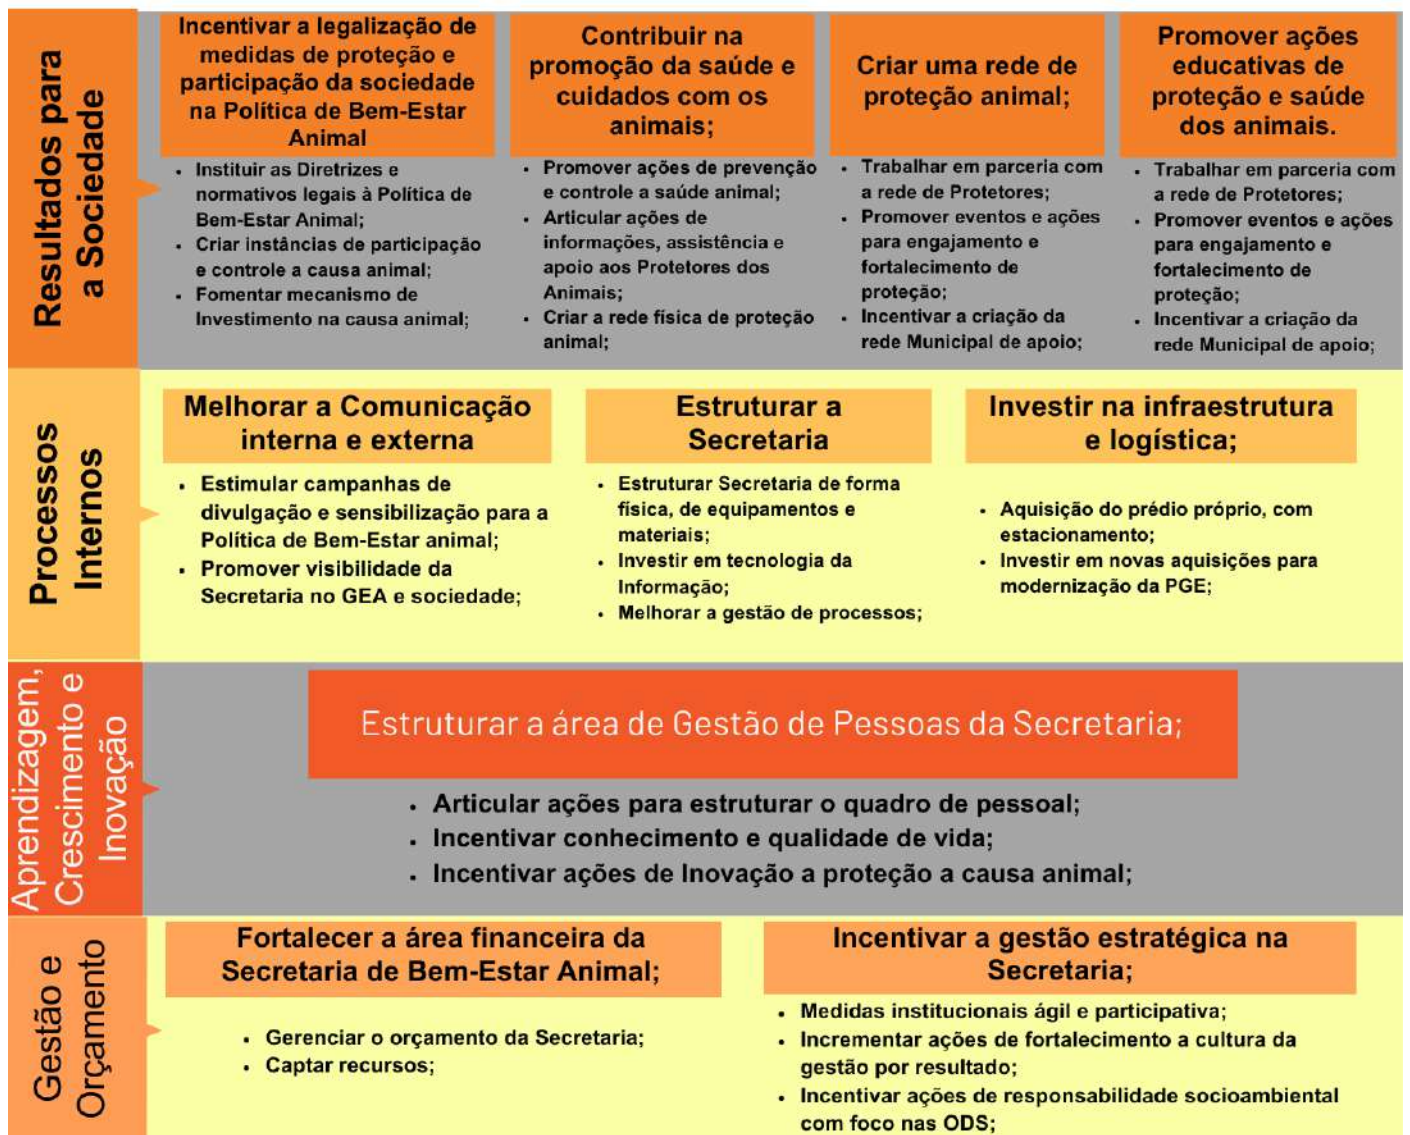 Resultados para
a Sociedade
Incentivar a legalização de
medidas de proteção e
participação da sociedade
na Política de Bem-Estar
Animal
• Instituir as Diretrizes e
normativos legais à Política de
Bem-Estar Animal;
• Criar instâncias de participação
e controle a causa animal;
• Fomentar mecanismo de
Investimento na causa animal;
Contribuir na
promoção da saúde e
cuidados com os
animais;
• Promover ações de prevenção
e controle a saúde animal;
• Articular ações de
informações, assistência e
apoio aos Protetores dos
Animais;
• Criar a rede física de proteção
animal;
Criar uma rede de
proteção animal;
• Trabalhar em parceria com
a rede de Protetores;
• Promover eventos e ações
para engajamento e
fortalecimento de
proteção;
• Incentivar a criação da
rede Municipal de apoio;
Promover ações
educativas de
proteção e saúde
dos animais.
• Trabalhar em parceria com
a rede de Protetores;
• Promover eventos e ações
para engajamento e
fortalecimento de
proteção;
• Incentivar a criação da
rede Municipal de apoio;
Processos
Internos
Melhorar a Comunicação
interna e externa
• Estimular campanhas de
divulgação e sensibilização para a
Política de Bem-Estar animal;
• Promover visibilidade da
Secretaria no GEA e sociedade;
Estruturar a
Secretaria
• Estruturar Secretaria de forma
física, de equipamentos e
materiais;
• Investir em tecnologia da
Informação;
• Melhorar a gestão de processos;
Investir na infraestrutura
e logística;
• Aquisição do prédio próprio, com
estacionamento;
• Investir em novas aquisições para
modernização da PGE;
Aprendizagem,
Crescimento e
Inovação
Estruturar a área de Gestão de Pessoas da Secretaria;
• Articular ações para estruturar o quadro de pessoal;
• Incentivar conhecimento e qualidade de vida;
• Incentivar ações de Inovação a proteção a causa animal;
Gestão e
Orçamento
Fortalecer a área financeira da
Secretaria de Bem-Estar Animal;
• Gerenciar o orçamento da Secretaria;
• Captar recursos;
Incentivar a gestão estratégica na
Secretaria;
• Medidas institucionais ágil e participativa;
• Incrementar ações de fortalecimento a cultura da
gestão por resultado;
• Incentivar ações de responsabilidade socioambiental
com foco nas ODS;